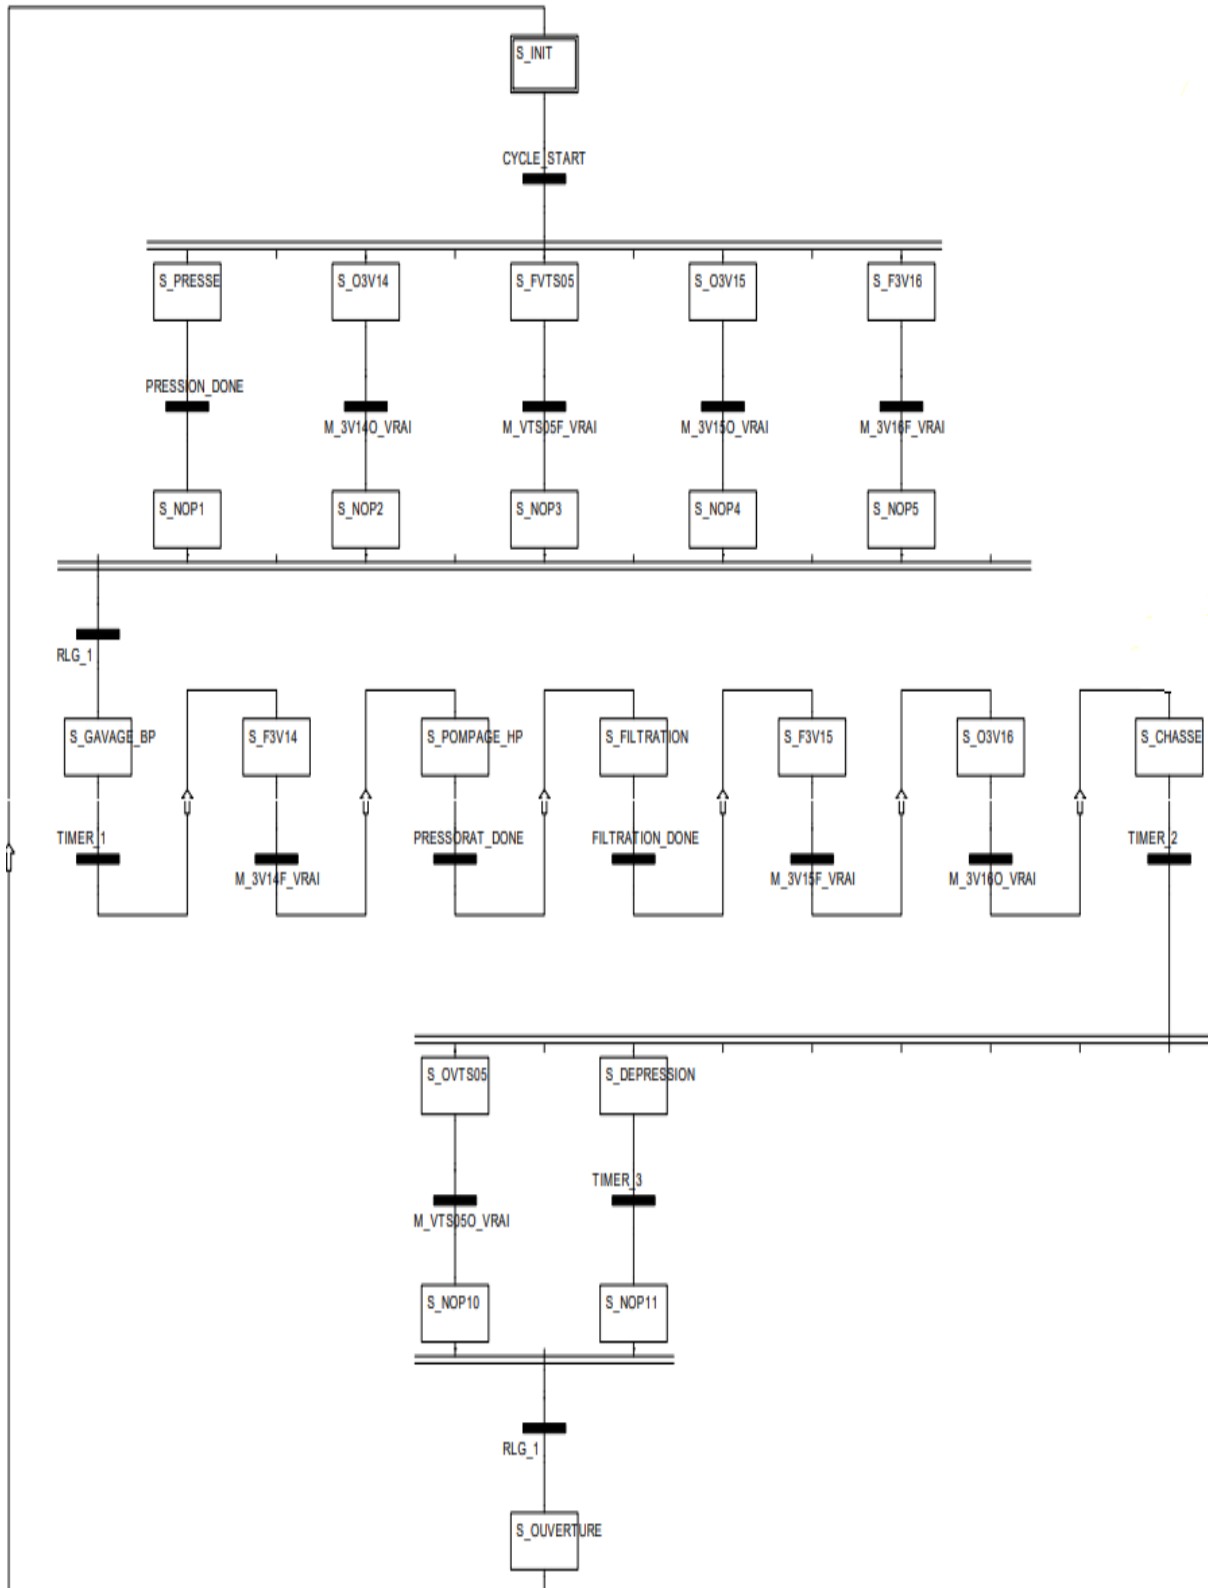 S_INIT
CYCLE_START
S_PRESSE
S_O3V14
S_FVTS05
S_O3V15
S_F3V16
PRESSION_DONE
M_3V14O_VRAI
M_VTS05F_VRAI
M_3V15O_VRAI
M_3V16F_VRAI
S_NOP1
S_NOP2
S_NOP3
S_NOP4
S_NOP5
RLG_1
S_GAVAGE_BP
S_F3V14
S_POMPAGE_HP
S_FILTRATION
S_F3V15
S_O3V16
S_CHASSE
TIMER_1
M_3V14F_VRAI
PRESSORAT_DONE
FILTRATION_DONE
M_3V15F_VRAI
M_3V16O_VRAI
TIMER_2
S_OVTS05
S_DEPRESSION
M_VTS05O_VRAI
TIMER_3
S_NOP10
S_NOP11
RLG_1
S_OUVERTURE